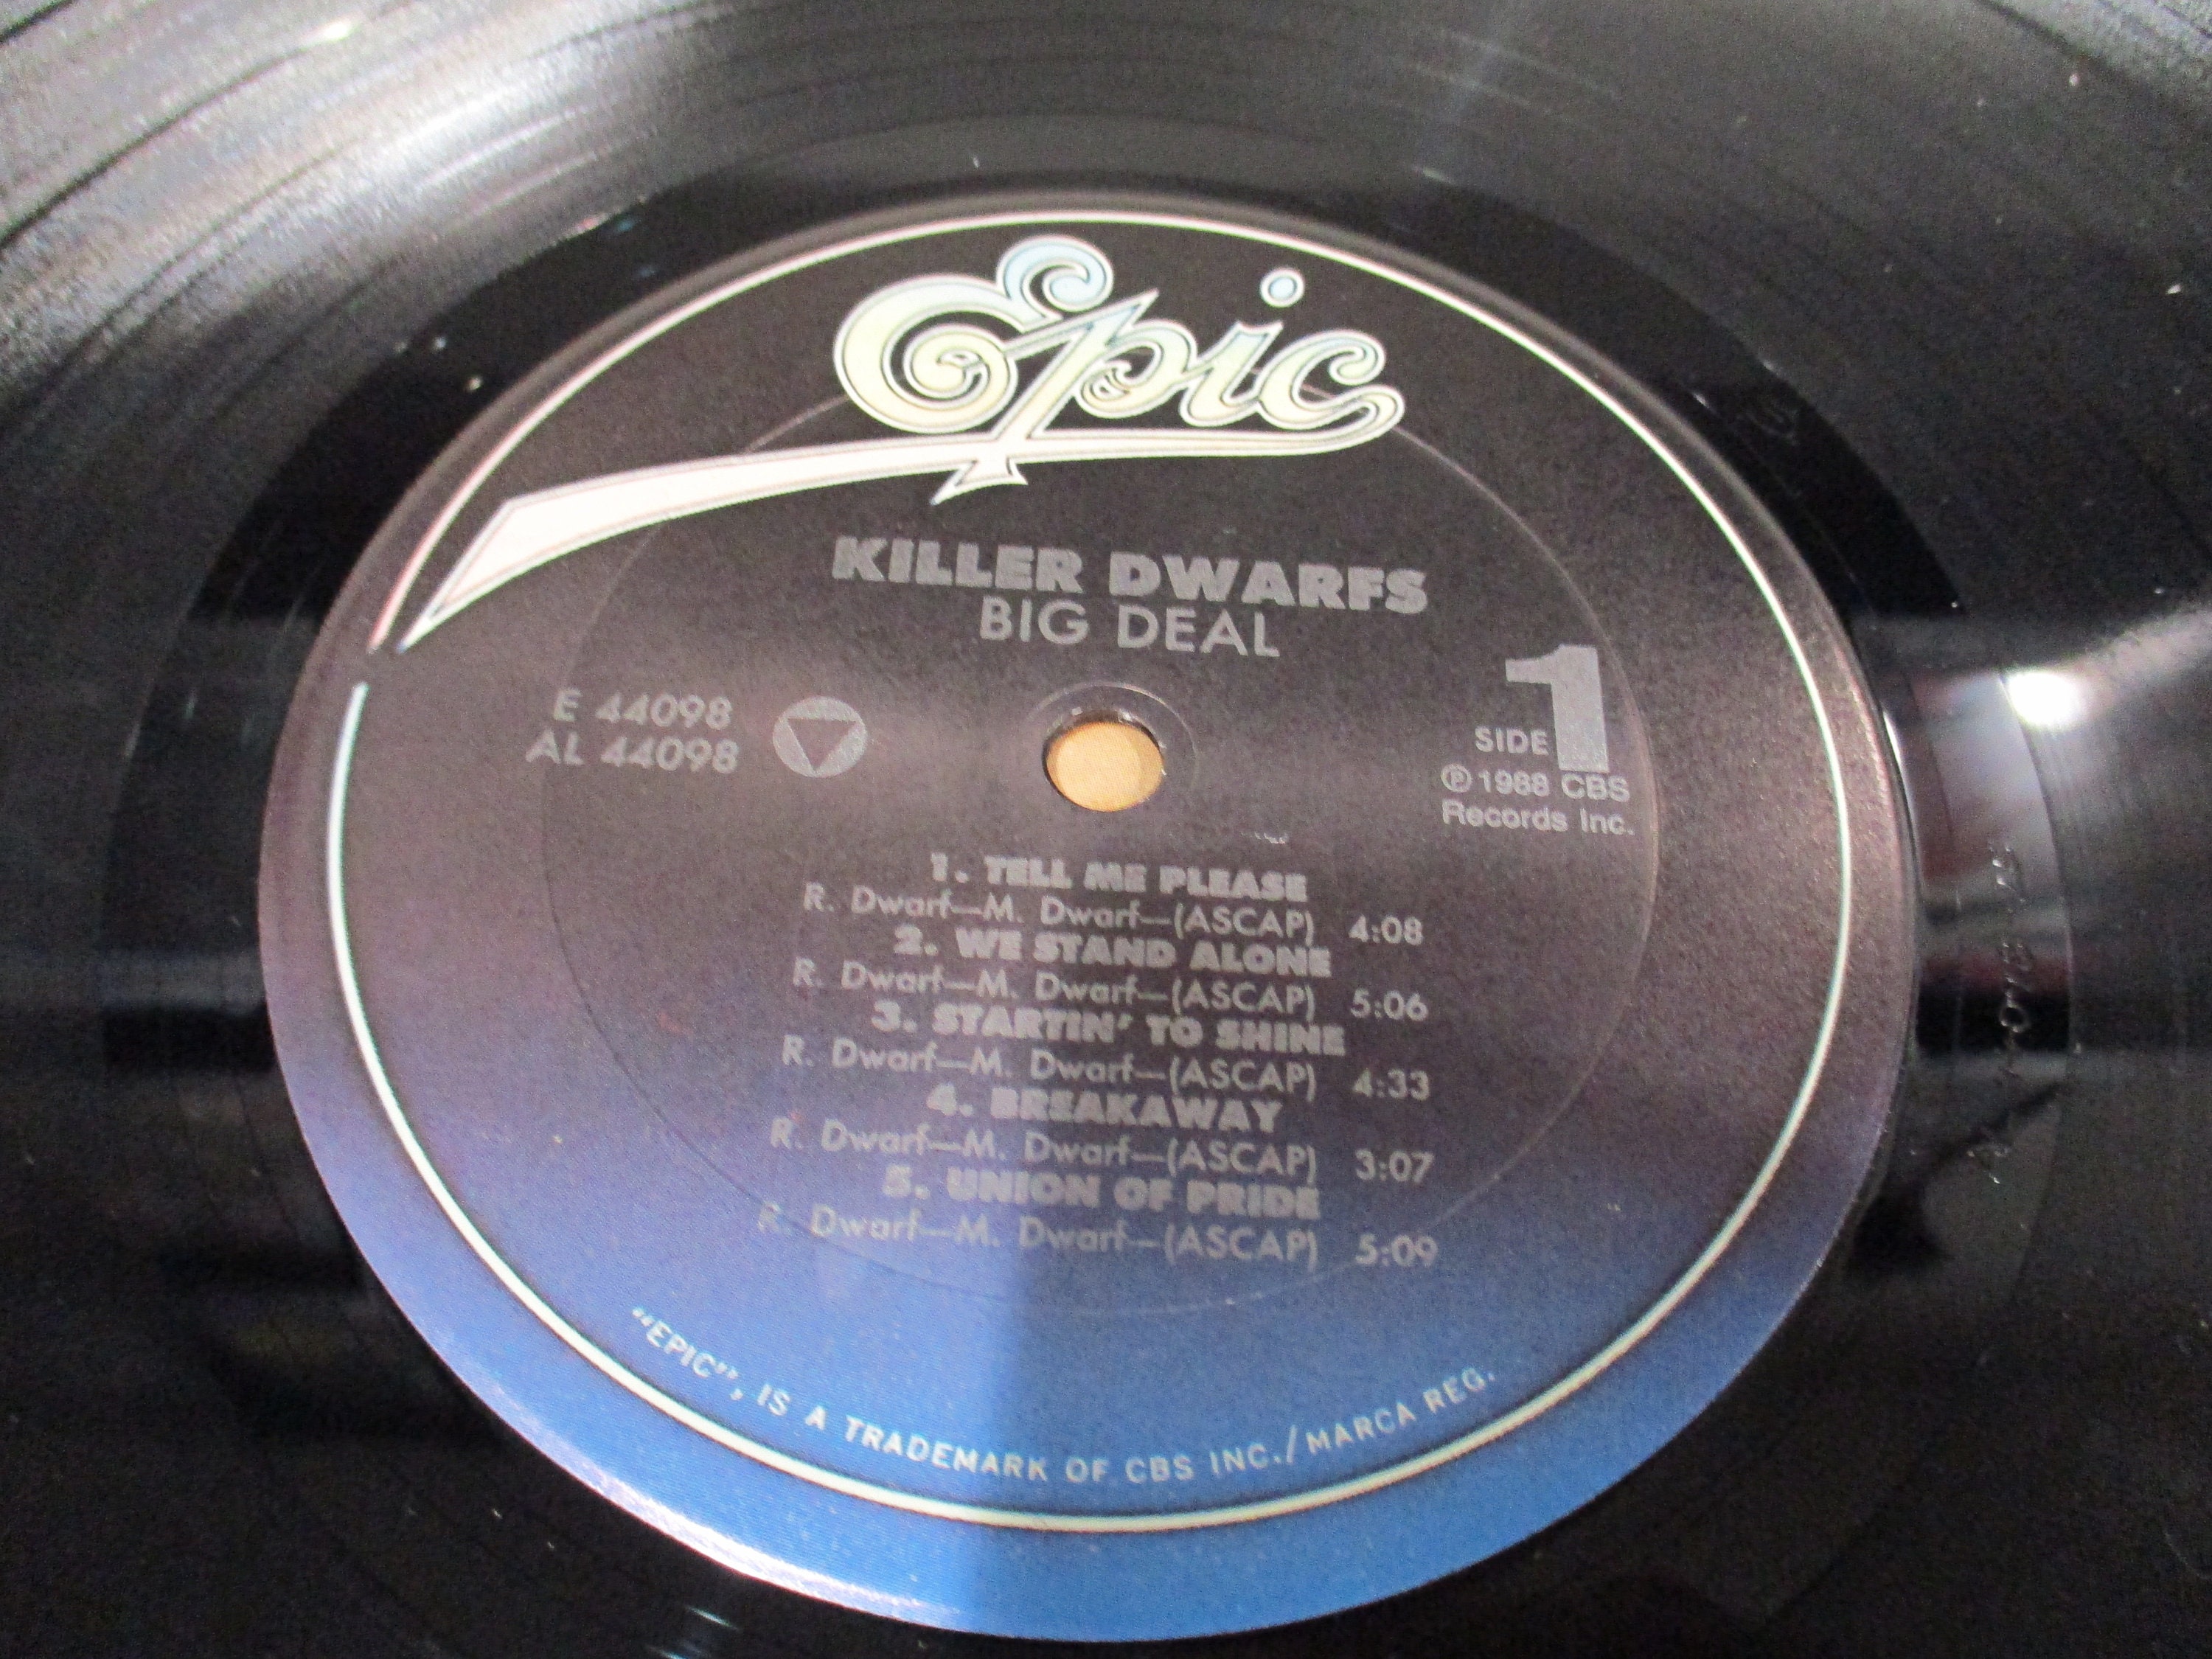 Epic
KILLER DWARFS
BIG DEAL
E 44098
AL 44098
SIDE 1
℗ 1988 CBS
Records Inc.
1. TELL ME PLEASE
R. Dwarf—M. Dwarf—(ASCAP) 4:08
2. WE STAND ALONE
R. Dwarf—M. Dwarf—(ASCAP) 5:06
3. STARTIN' TO SHINE
R. Dwarf—M. Dwarf—(ASCAP) 4:33
4. BREAKAWAY
R. Dwarf—M. Dwarf—(ASCAP) 3:07
5. UNION OF PRIDE
R. Dwarf—M. Dwarf—(ASCAP) 5:09
"EPIC", IS A TRADEMARK OF CBS INC./MARCA REG.